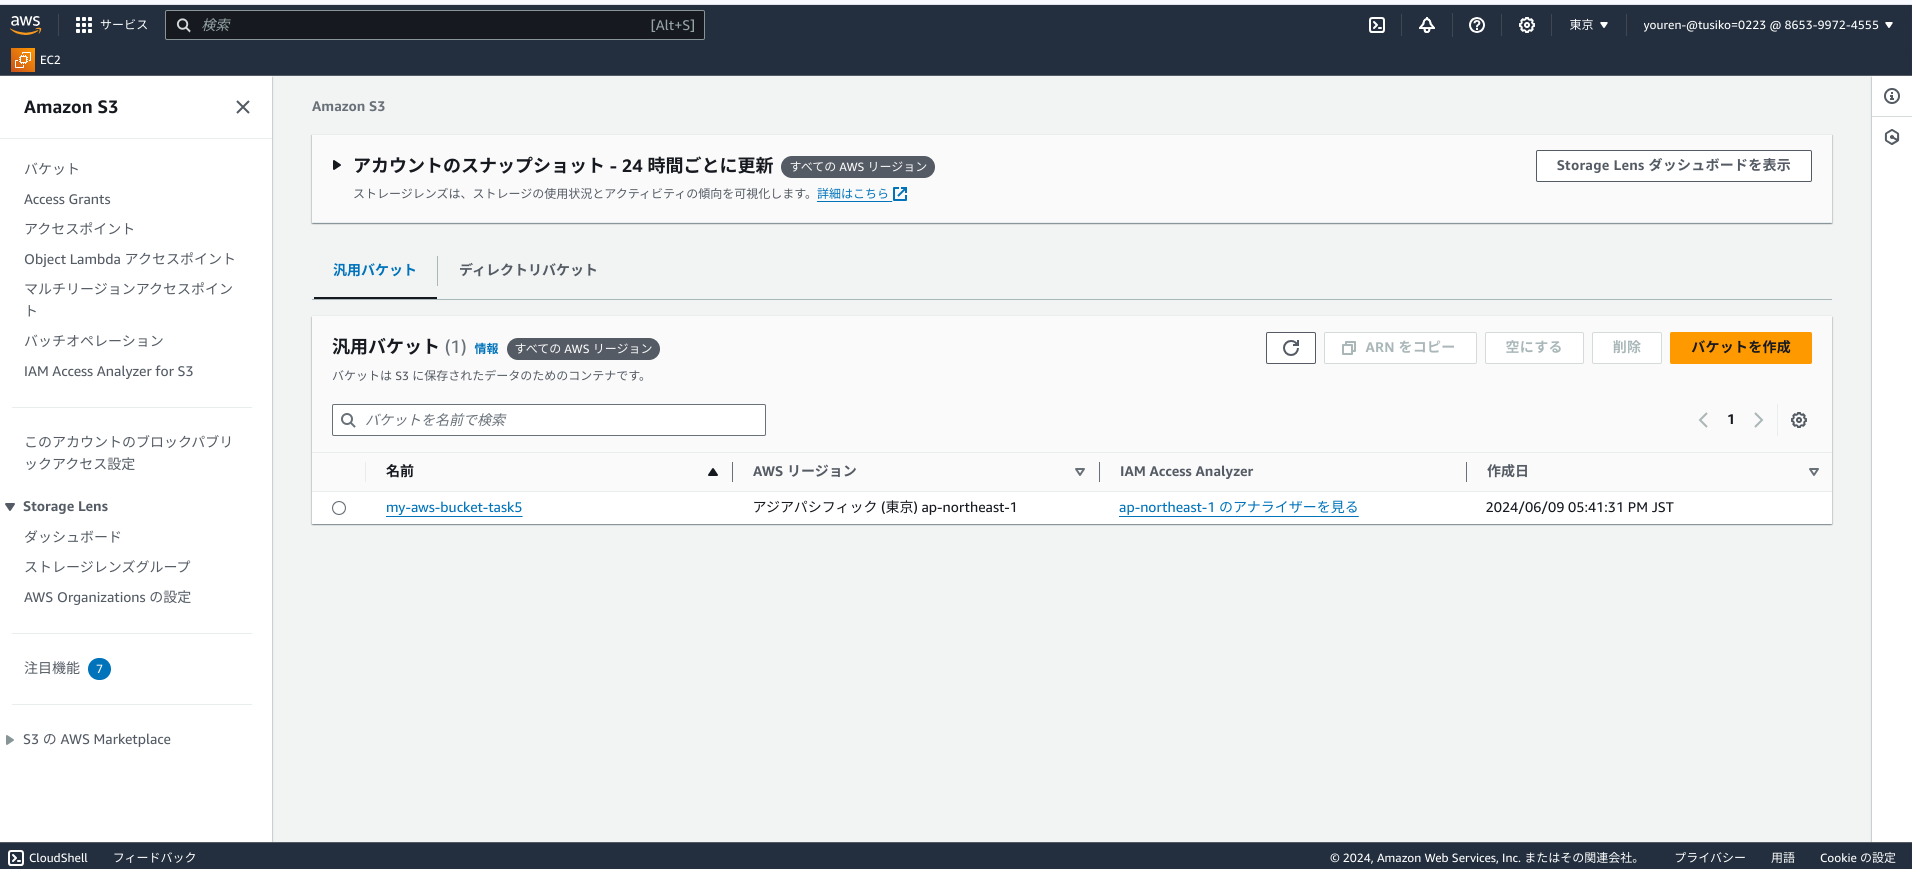 aws
サービス
検索
[Alt+S]
東京
youren-@tusiko=0223 @ 8653-9972-4555
EC2
Amazon S3
バケット
Access Grants
アクセスポイント
Object Lambda アクセスポイント
マルチリージョンアクセスポイン
ト
バッチオペレーション
IAM Access Analyzer for S3
このアカウントのブロックパブリ
ックアクセス設定
Storage Lens
ダッシュボード
ストレージレンズグループ
AWS Organizations の設定
注目機能 7
S3 の AWS Marketplace
Amazon S3
アカウントのスナップショット - 24 時間ごとに更新 すべての AWS リージョン
ストレージレンズは、ストレージの使用状況とアクティビティの傾向を可視化します。詳細はこちら
Storage Lens ダッシュボードを表示
汎用バケット
ディレクトリバケット
汎用バケット (1) 情報 すべての AWS リージョン
バケットは S3 に保存されたデータのためのコンテナです。
ARN をコピー
空にする
削除
バケットを作成
バケットを名前で検索
1
名前
AWS リージョン
IAM Access Analyzer
作成日
my-aws-bucket-task5
アジアパシフィック (東京) ap-northeast-1
ap-northeast-1 のアナライザーを見る
2024/06/09 05:41:31 PM JST
CloudShell
フィードバック
© 2024, Amazon Web Services, Inc. またはその関連会社。
プライバシー
用語
Cookie の設定